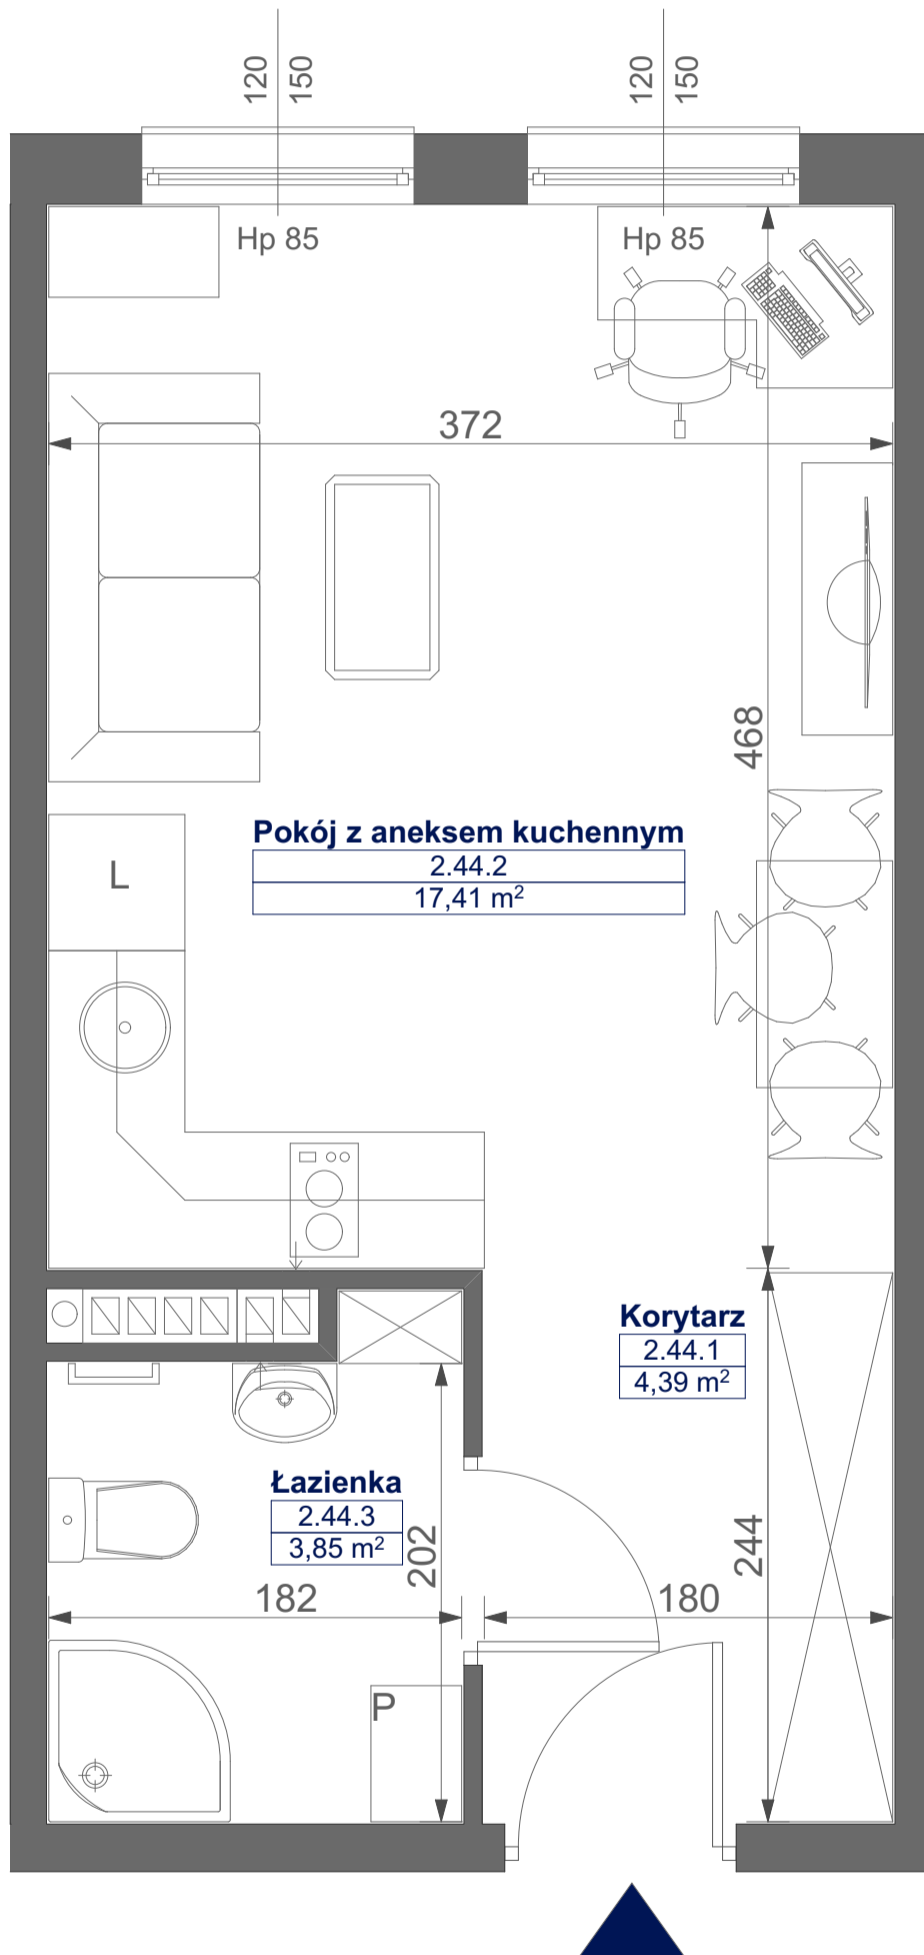 120
150
120
150
Hp 85
Hp 85
372
468
Pokój z aneksem kuchennym
2.44.2
17,41 m²
L
Korytarz
2.44.1
4,39 m²
Łazienka
2.44.3
3,85 m²
202
244
182
180
P